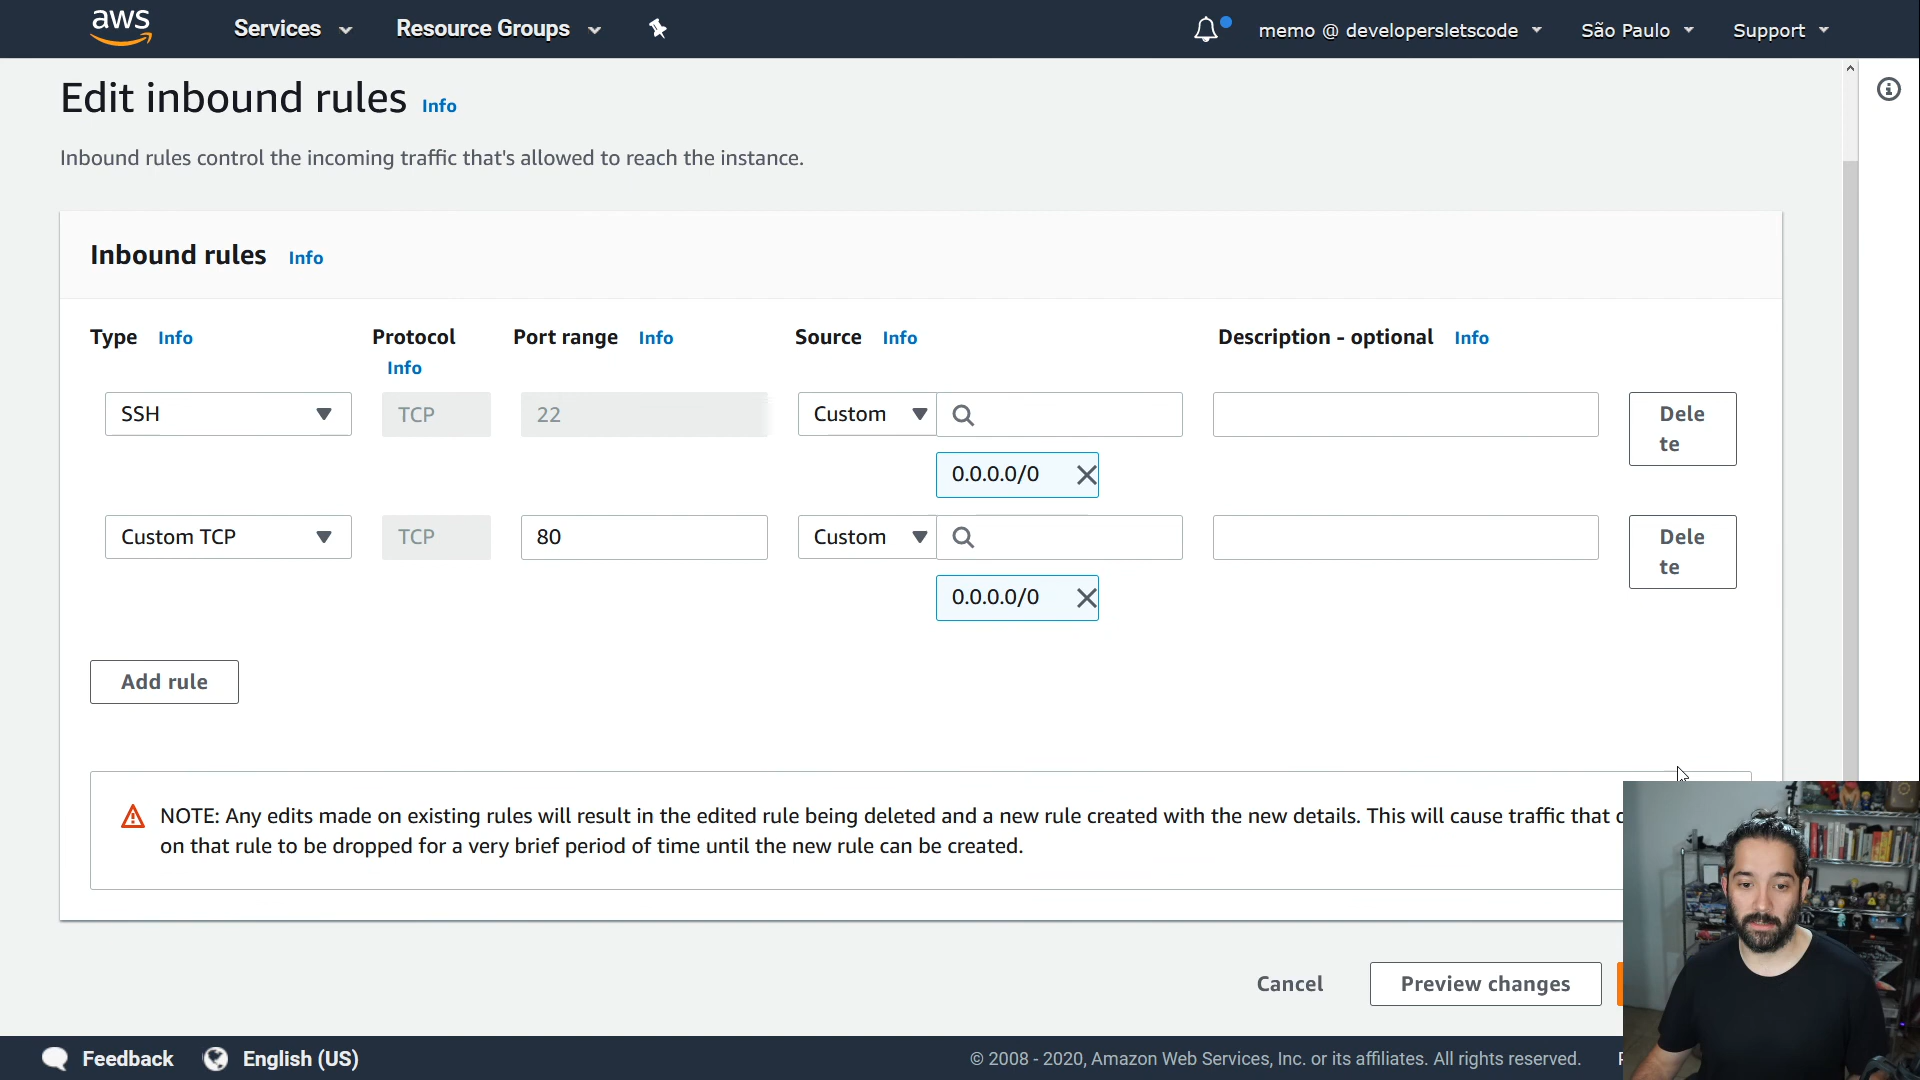 aws Services Resource Groups memo @ developersletscode São Paulo Support
Edit inbound rules Info
Inbound rules control the incoming traffic that's allowed to reach the instance.
Inbound rules Info
Type Info Protocol Info Port range Info Source Info Description - optional Info
SSH TCP 22 Custom Dele
te
0.0.0.0/0
Custom TCP TCP 80 Custom Dele
te
0.0.0.0/0
Add rule
NOTE: Any edits made on existing rules will result in the edited rule being deleted and a new rule created with the new details. This will cause traffic that
on that rule to be dropped for a very brief period of time until the new rule can be created.
Cancel Preview changes
Feedback English (US) © 2008 - 2020, Amazon Web Services, Inc. or its affiliates. All rights reserved.